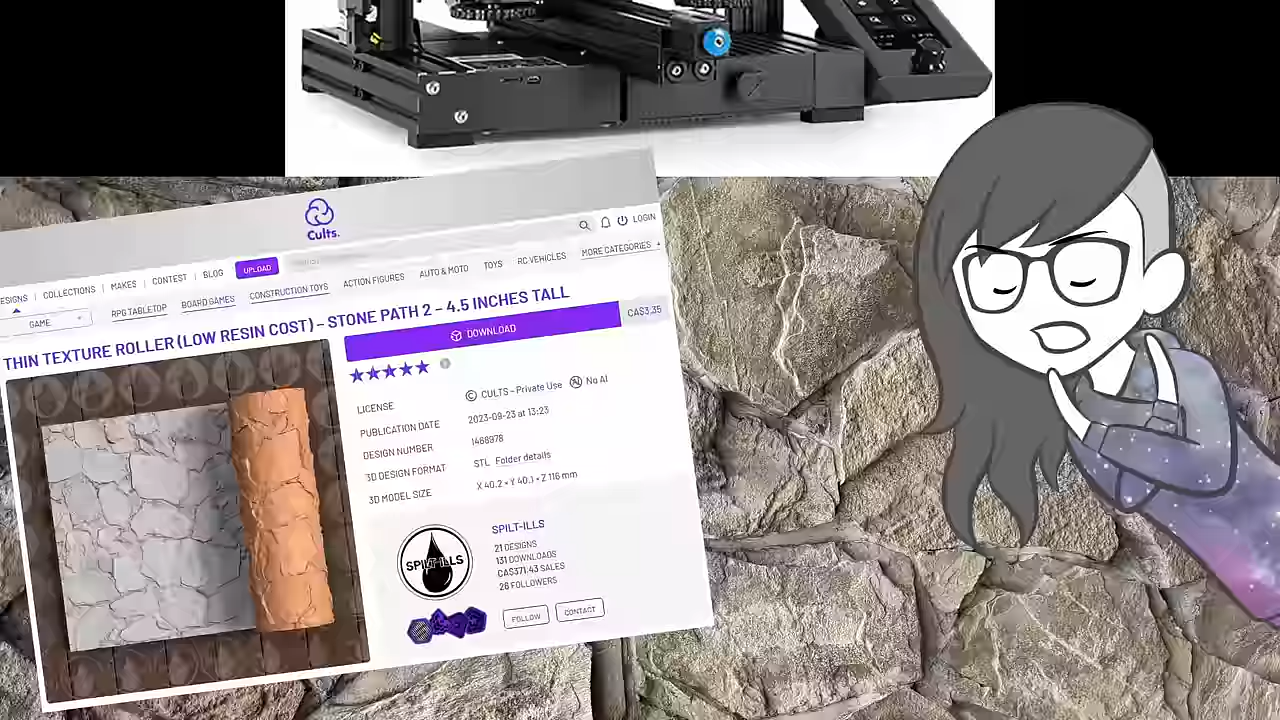 Cults.
LOGIN
ESIGNS | COLLECTIONS | MAKES | CONTEST | BLOG
UPLOAD
GAME
RPG TABLETOP
BOARD GAMES
CONSTRUCTION TOYS
ACTION FIGURES
AUTO & MOTO
TOYS
RC VEHICLES
MORE CATEGORIES
THIN TEXTURE ROLLER (LOW RESIN COST) – STONE PATH 2 – 4.5 INCHES TALL
DOWNLOAD
CA$3.35
LICENSE
CULTS – Private Use
No AI
PUBLICATION DATE
2023-09-23 at 13:23
DESIGN NUMBER
1468978
3D DESIGN FORMAT
STL Folder details
3D MODEL SIZE
X 40.2 × Y 40.1 × Z 116 mm
SPILT-ILLS
SPILT-ILLS
21 DESIGNS
131 DOWNLOADS
CA$371.43 SALES
26 FOLLOWERS
FOLLOW
CONTACT